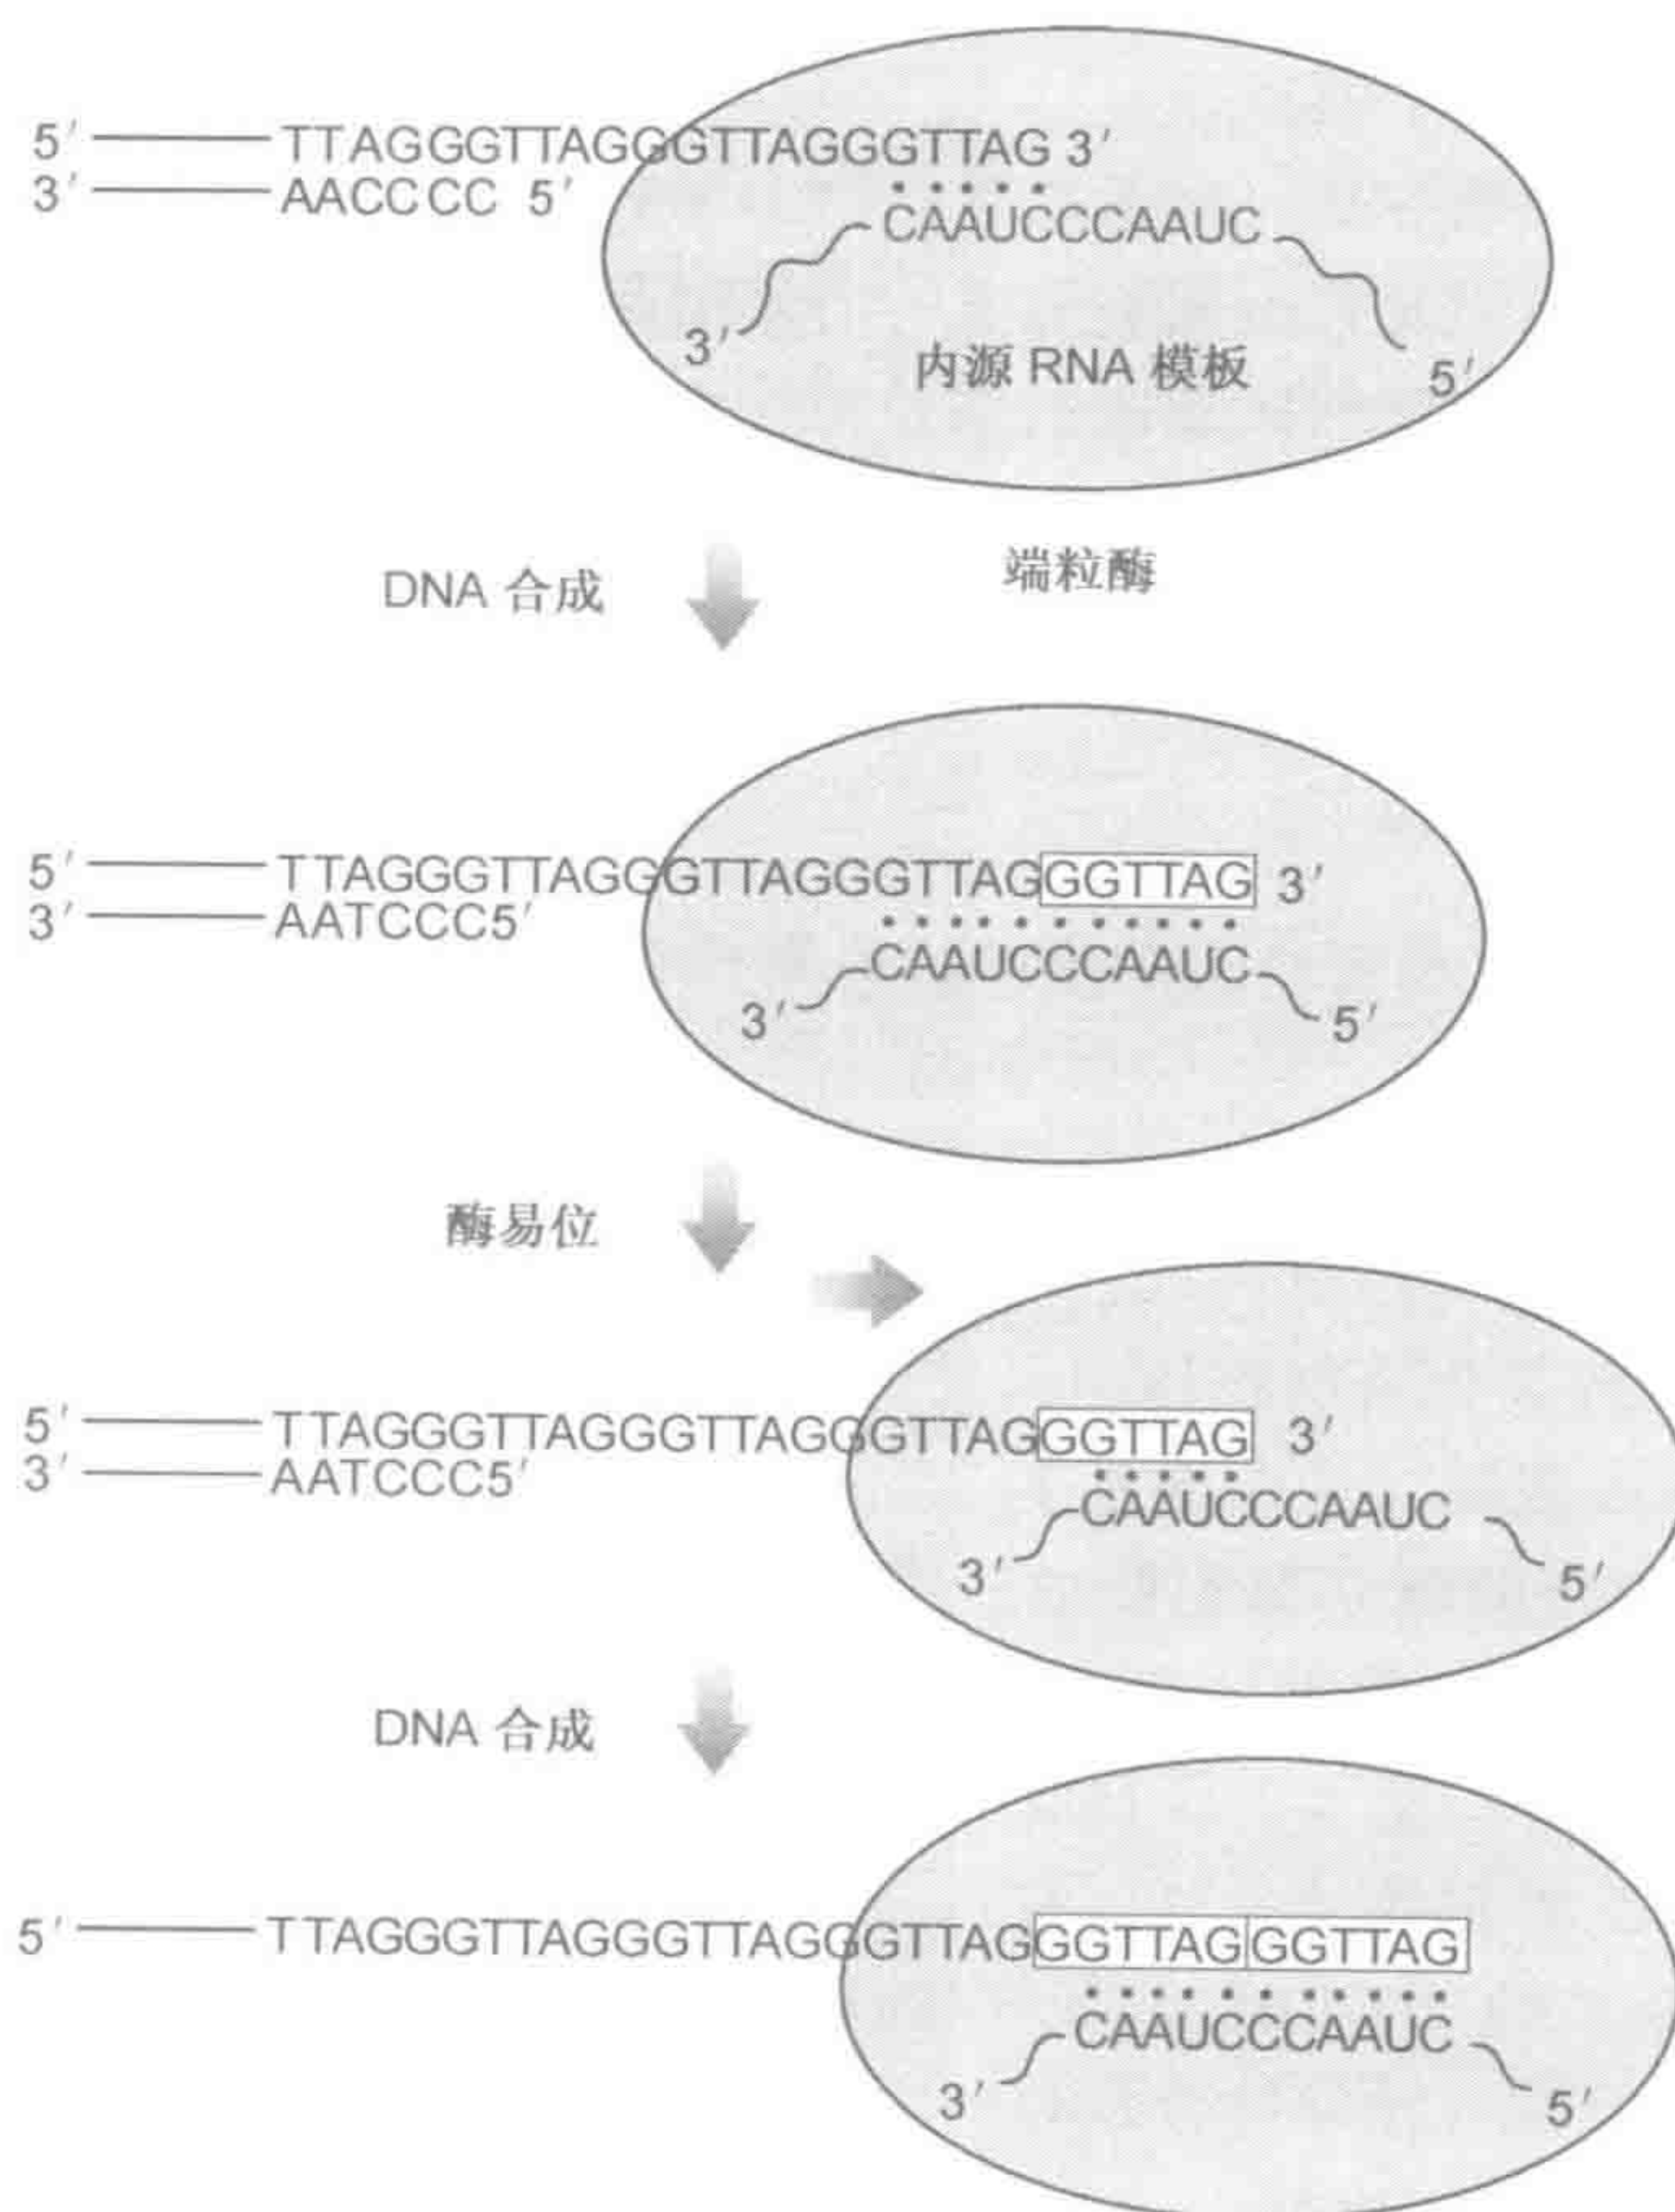 5′ TTAGGGTTAGGGTTAGGGTTAG 3′
3′ AACCCC 5′
CAAUCCCAAUC
3′ 5′
内源 RNA 模板
DNA 合成 端粒酶
5′ TTAGGGTTAGGGTTAGGGTTAGGGTTAG 3′
3′ AATCCC5′
CAAUCCCAAUC
3′ 5′
酶易位
5′ TTAGGGTTAGGGTTAGGGTTAGGGTTAG 3′
3′ AATCCC5′
CAAUCCCAAUC
3′ 5′
DNA 合成
5′ TTAGGGTTAGGGTTAGGGTTAGGGTTAGGGTTAG
CAAUCCCAAUC
3′ 5′